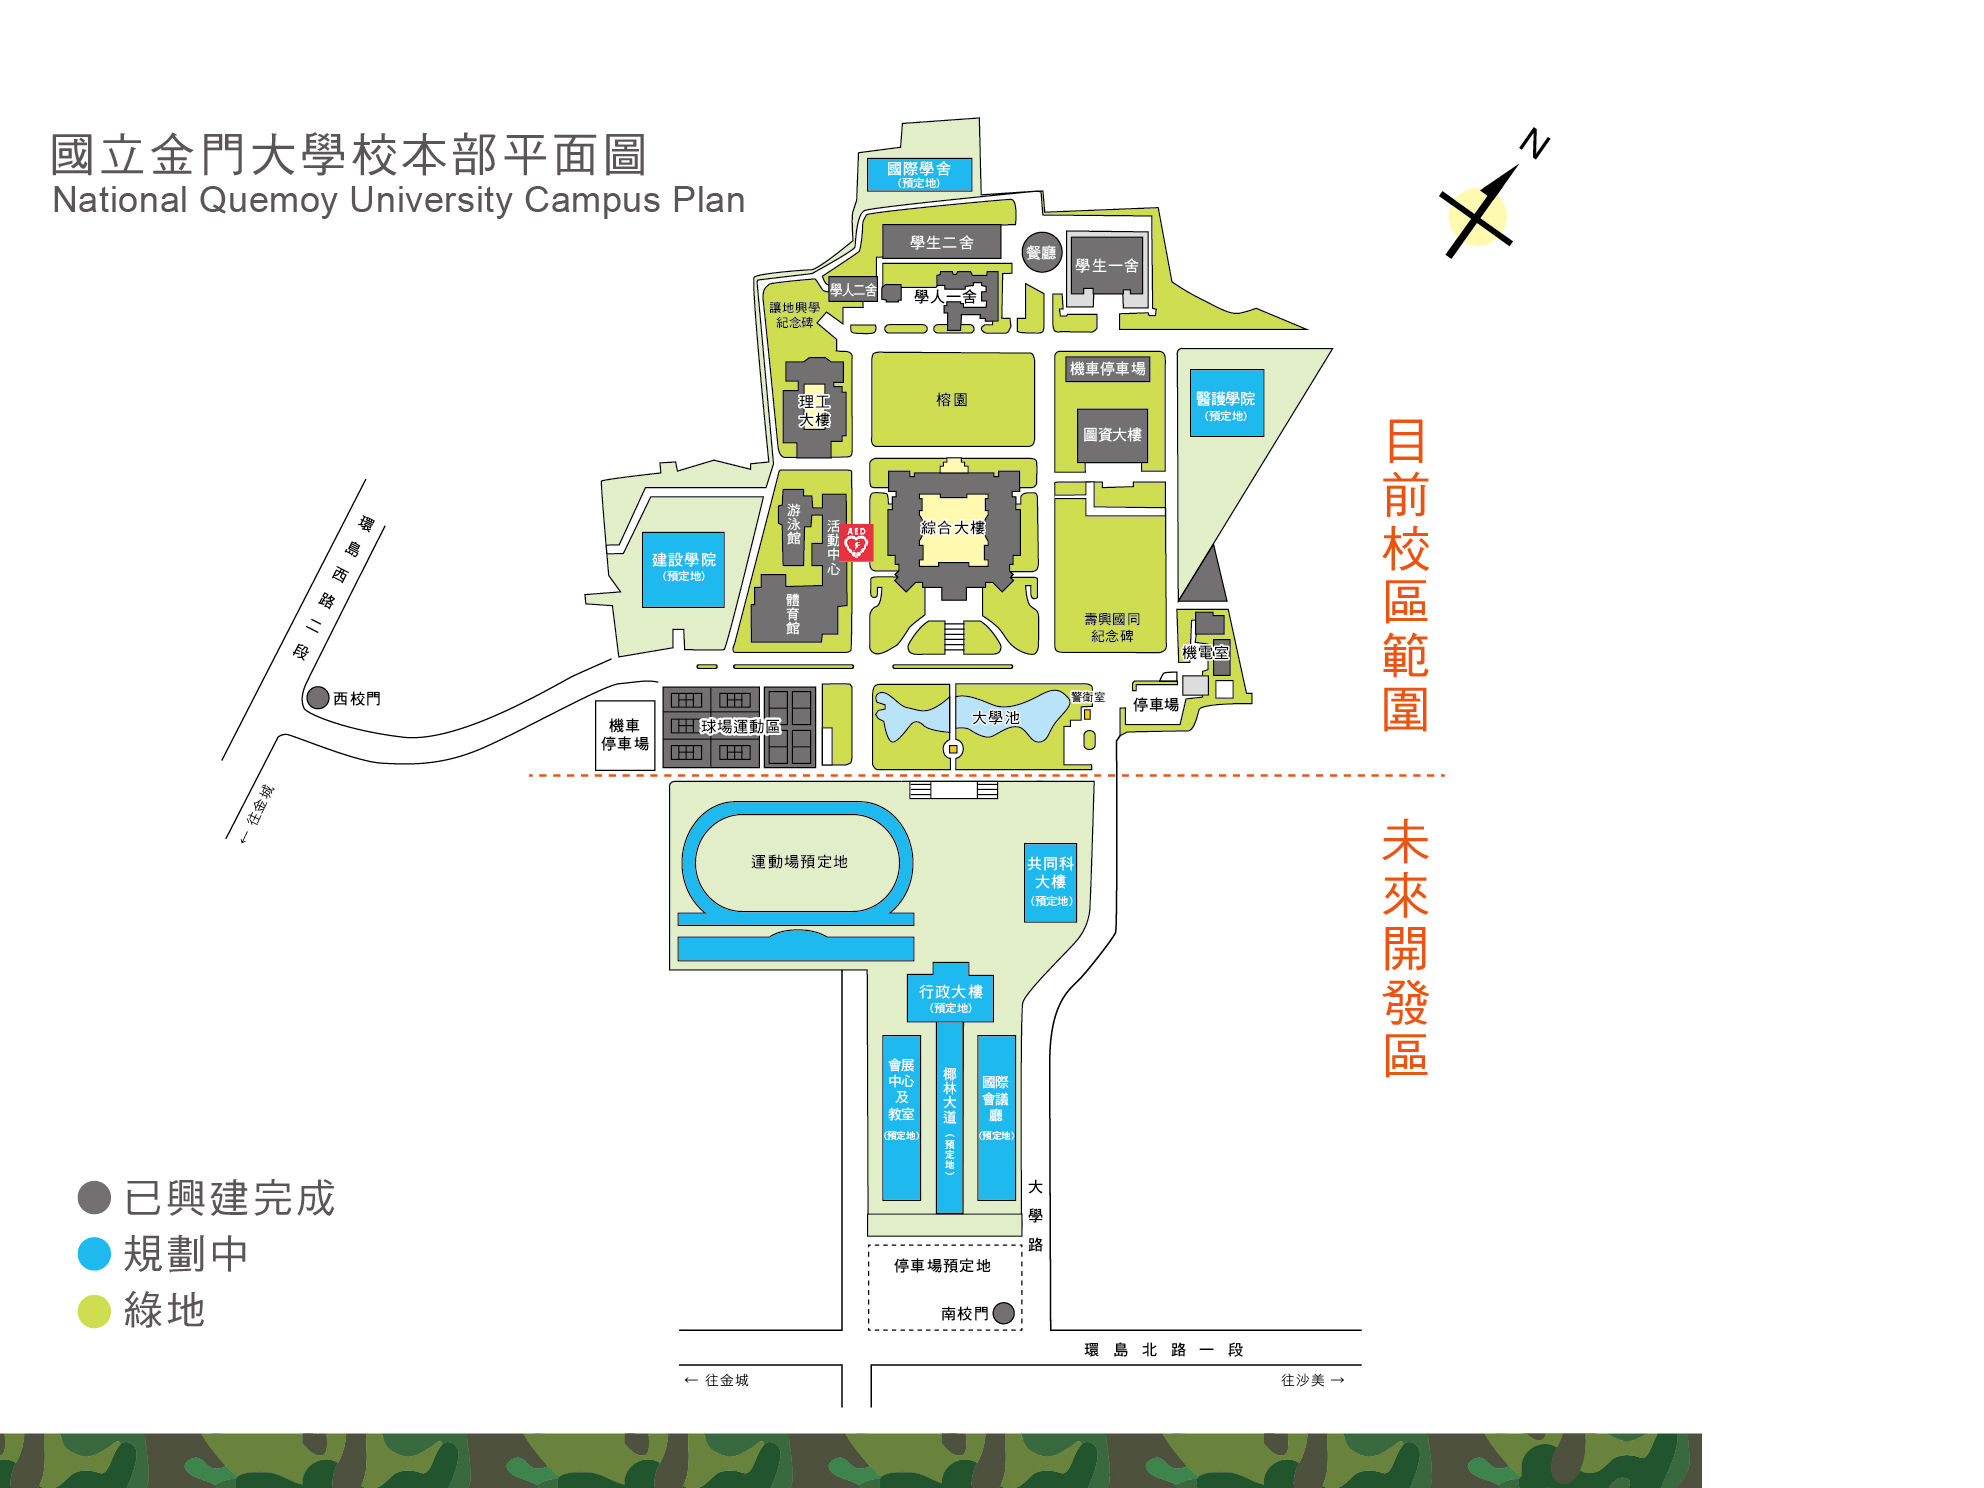 國立金門大學校本部平面圖
National Quemoy University Campus Plan
N
國際學舍
(預定地)
學生二舍
餐廳
學生一舍
學人二舍
學人一舍
讓地興學
紀念碑
理工
大樓
榕園
機車停車場
圖資大樓
醫護學院
(預定地)
目前校區範圍
游泳館
活動中心
AED
綜合大樓
建設學院
(預定地)
體育館
壽興國同
紀念碑
機電室
環島西路二段
西校門
機車
停車場
球場運動區
大學池
警衛室
停車場
← 往金城
未來開發區
運動場預定地
共同科
大樓
(預定地)
行政大樓
(預定地)
會展
中心
及
教室
(預定地)
椰林大道(預定地)
國際
會議
廳
(預定地)
大學路
停車場預定地
南校門
環島北路一段
← 往金城
往沙美 →
已興建完成
規劃中
綠地